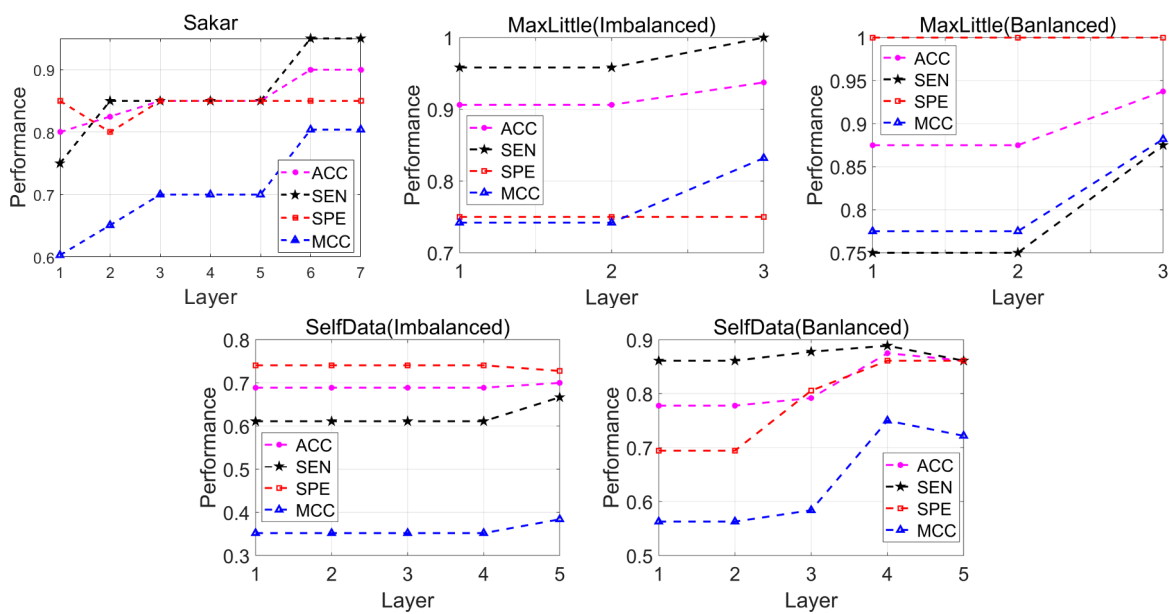 Sakar
Performance
0.9
0.8
0.7
0.6
1 2 3 4 5 6 7
Layer
ACC
SEN
SPE
MCC
MaxLittle(Imbalanced)
Performance
1
0.9
0.8
0.7
1 2 3
Layer
ACC
SEN
SPE
MCC
MaxLittle(Banlanced)
Performance
1
0.95
0.9
0.85
0.8
0.75
1 2 3
Layer
ACC
SEN
SPE
MCC
SelfData(Imbalanced)
Performance
0.8
0.7
0.6
0.5
0.4
0.3
1 2 3 4 5
Layer
ACC
SEN
SPE
MCC
SelfData(Banlanced)
Performance
0.9
0.8
0.7
0.6
0.5
1 2 3 4 5
Layer
ACC
SEN
SPE
MCC